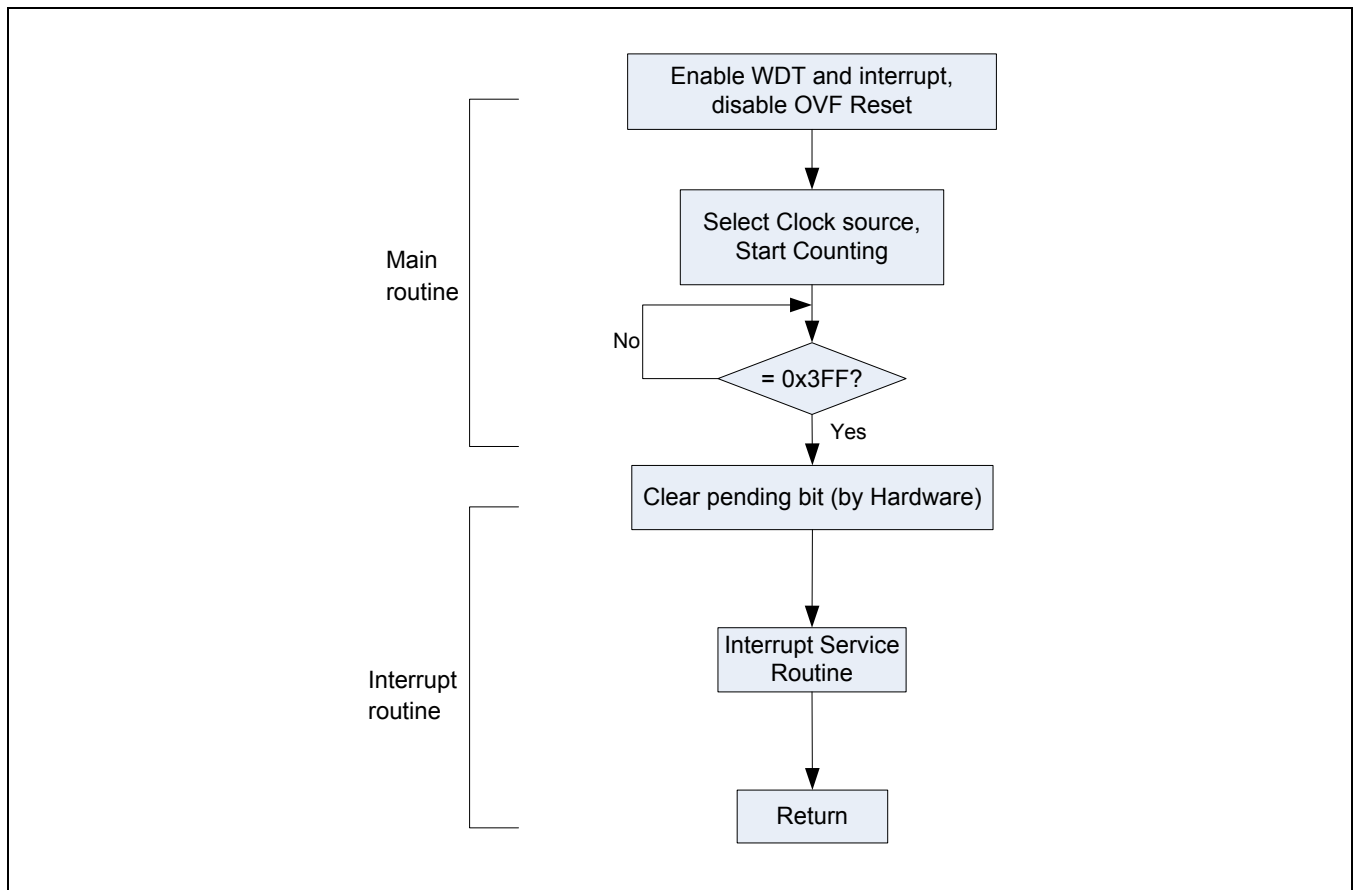 Enable WDT and interrupt,
disable OVF Reset
Select Clock source,
Start Counting
Main
routine
No
= 0x3FF?
Yes
Clear pending bit (by Hardware)
Interrupt Service
Routine
Interrupt
routine
Return